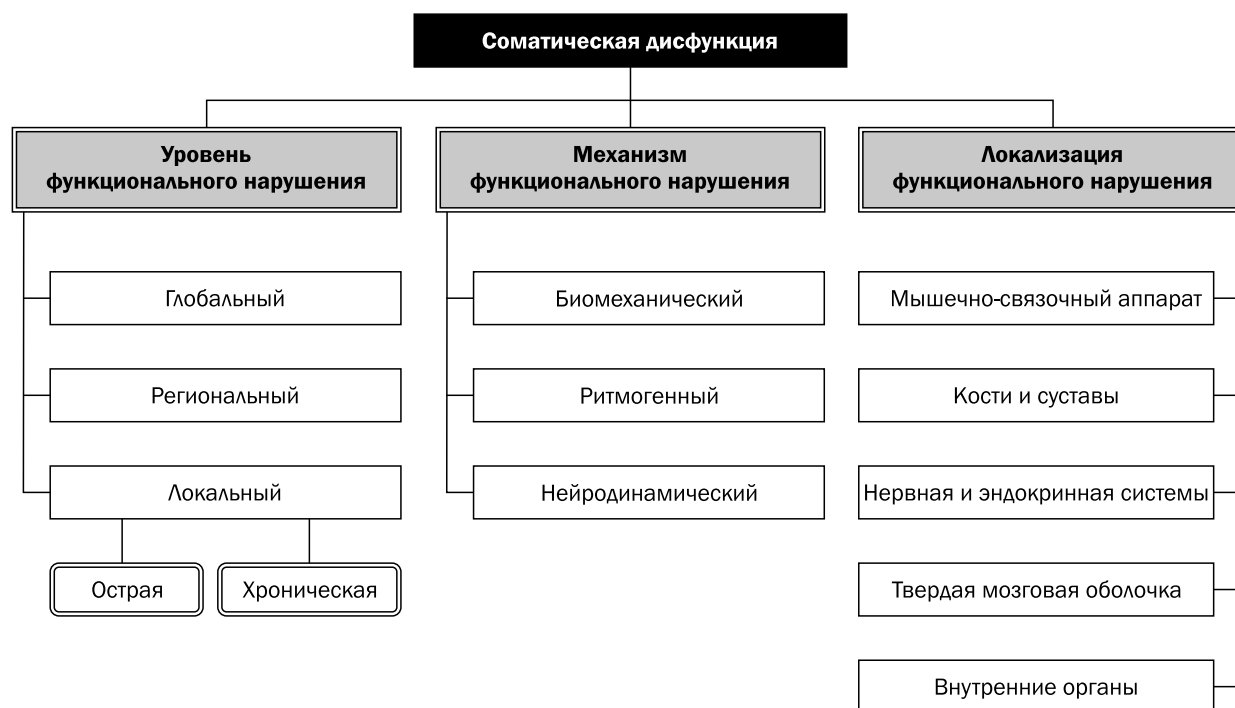 Соматическая дисфункция
Уровень
функционального нарушения
Глобальный
Региональный
Локальный
Острая
Хроническая
Механизм
функционального нарушения
Биомеханический
Ритмогенный
Нейродинамический
Локализация
функционального нарушения
Мышечно-связочный аппарат
Кости и суставы
Нервная и эндокринная системы
Твердая мозговая оболочка
Внутренние органы